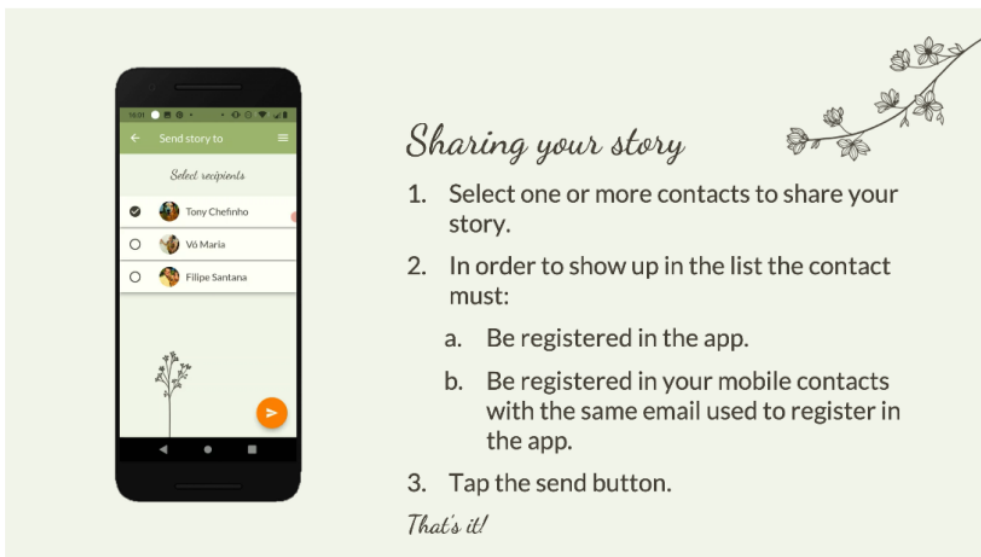 16:01
Send story to
Select recipients
Tony Chefinho
Vó Maria
Filipe Santana
Sharing your story
1. Select one or more contacts to share your
story.
2. In order to show up in the list the contact
must:
a. Be registered in the app.
b. Be registered in your mobile contacts
with the same email used to register in
the app.
3. Tap the send button.
That's it!